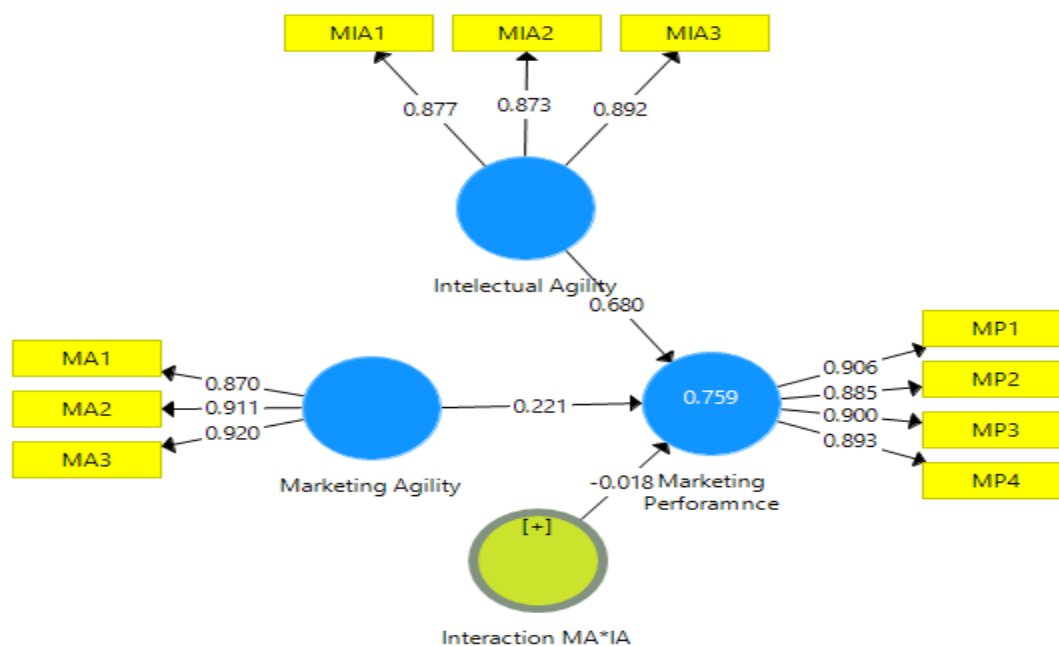 MIA1 MIA2 MIA3
0.877 0.873 0.892
Intelectual Agility
0.680
MA1
MA2
MA3
0.870
0.911
0.920
Marketing Agility
0.221
0.759
MP1
MP2
MP3
MP4
0.906
0.885
0.900
0.893
Marketing
Perforamnce
-0.018
[+]
Interaction MA*IA